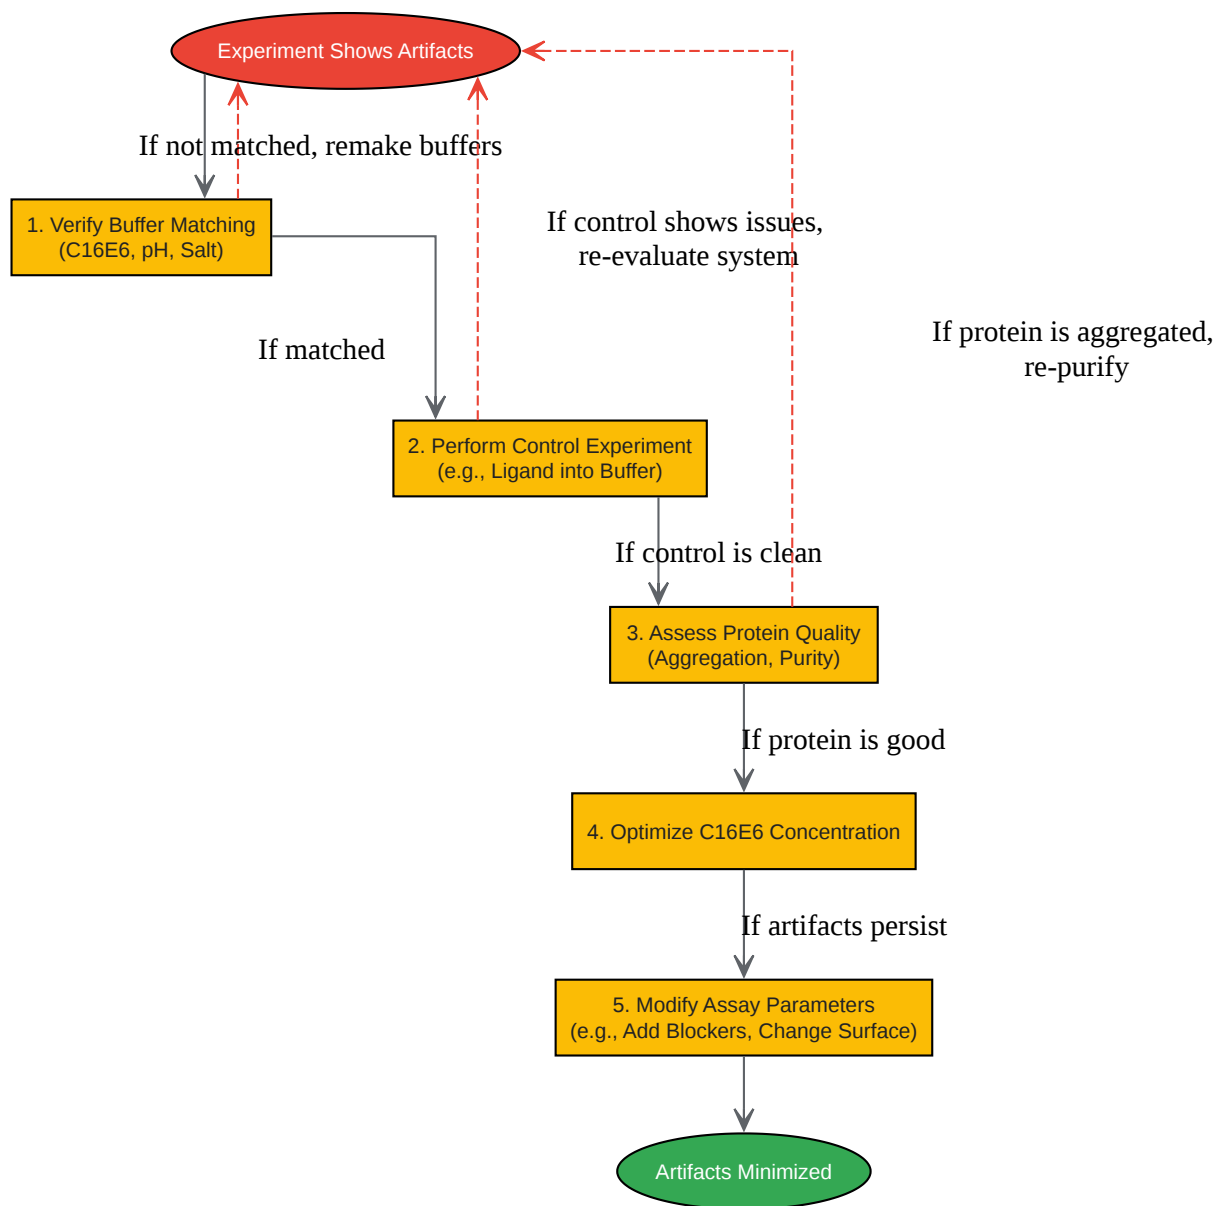 Experiment Shows Artifacts
If not matched, remake buffers
1. Verify Buffer Matching
(C16E6, pH, Salt)
If control shows issues,
re-evaluate system
If protein is aggregated,
re-purify
If matched
2. Perform Control Experiment
(e.g., Ligand into Buffer)
If control is clean
3. Assess Protein Quality
(Aggregation, Purity)
If protein is good
4. Optimize C16E6 Concentration
If artifacts persist
5. Modify Assay Parameters
(e.g., Add Blockers, Change Surface)
Artifacts Minimized